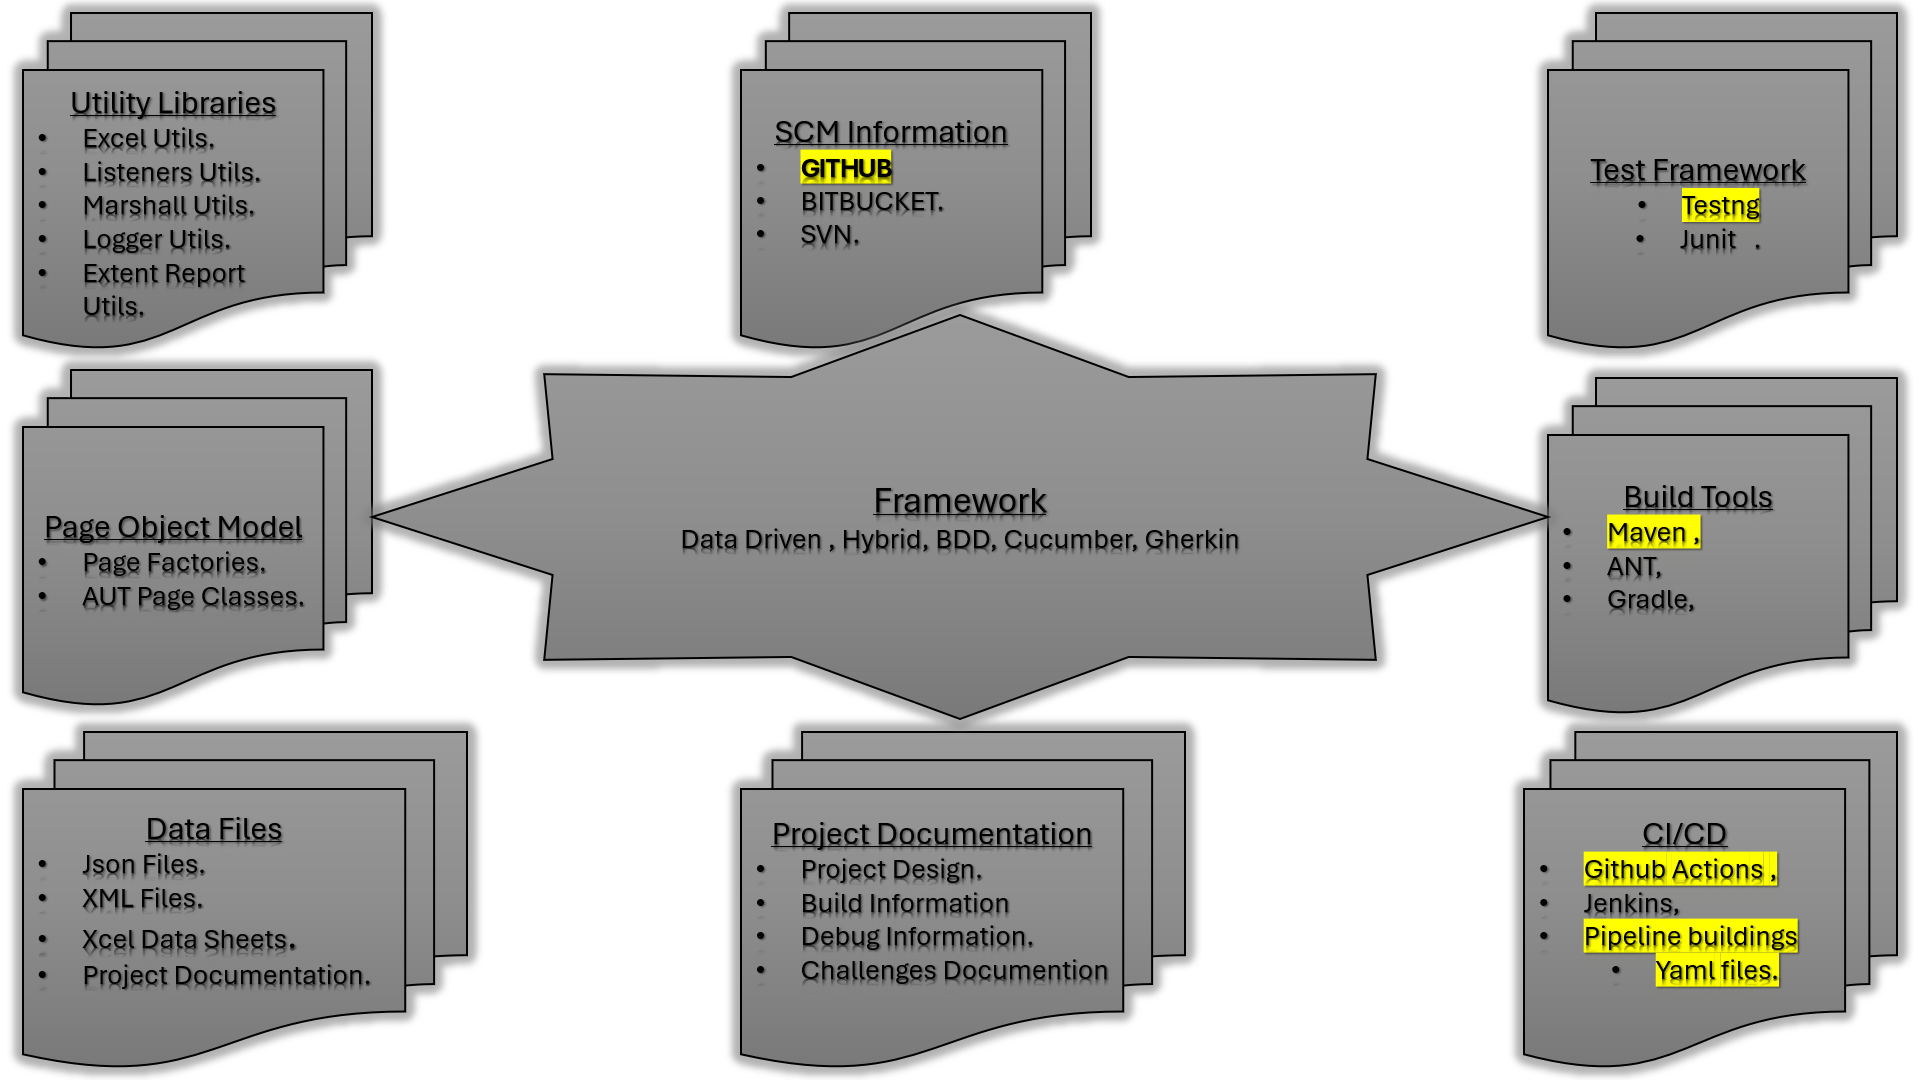 Utility Libraries
• Excel Utils.
• Listeners Utils.
• Marshall Utils.
• Logger Utils.
• Extent Report
Utils.
SCM Information
• GITHUB
• BITBUCKET.
• SVN.
Test Framework
• Testng
• Junit .
Page Object Model
• Page Factories.
• AUT Page Classes.
Framework
Data Driven , Hybrid, BDD, Cucumber, Gherkin
Build Tools
• Maven ,
• ANT,
• Gradle,
Data Files
• Json Files.
• XML Files.
• Xcel Data Sheets.
• Project Documentation.
Project Documentation
• Project Design.
• Build Information
• Debug Information.
• Challenges Documention
CI/CD
• Github Actions ,
• Jenkins,
• Pipeline buildings
• Yaml files.